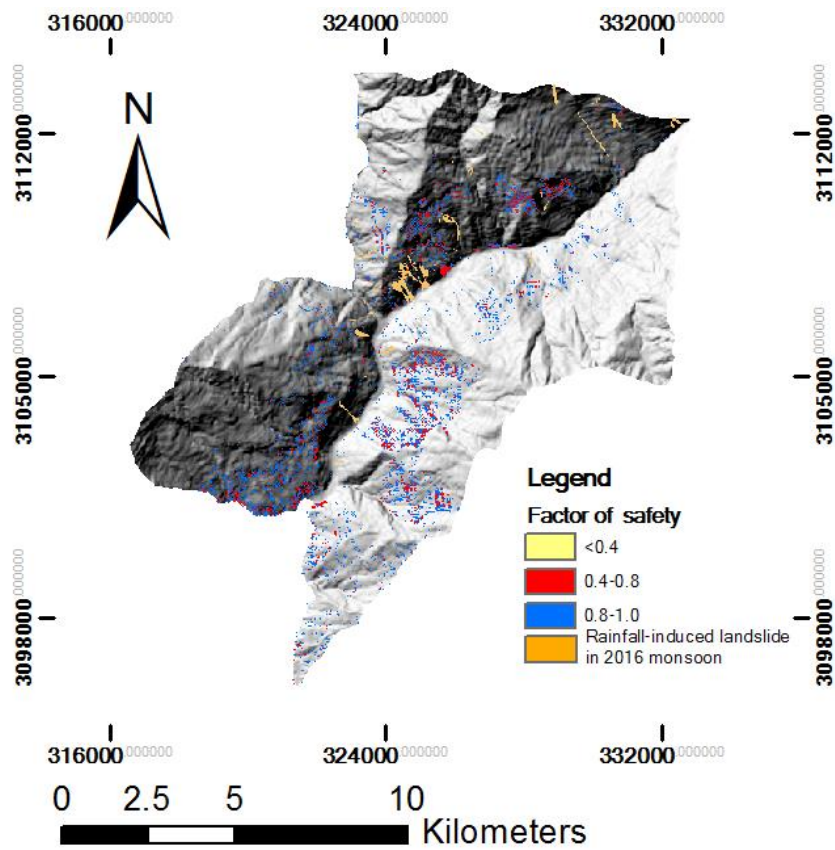 316000.000000 324000.000000 332000.000000
N
3112000.000000 3112000.000000
3105000.000000 3105000.000000
Legend
Factor of safety
<0.4
0.4-0.8
0.8-1.0
Rainfall-induced landslide
in 2016 monsoon
3098000.000000 3098000.000000
316000.000000 324000.000000 332000.000000
0 2.5 5 10
Kilometers